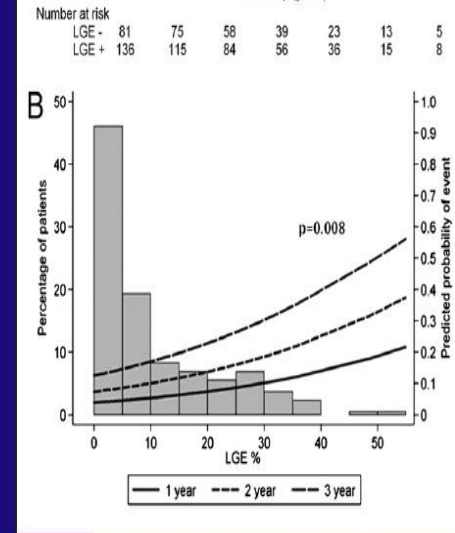 Number at risk
LGE - 81 75 58 39 23 13 5
LGE + 136 115 84 56 36 15 8
B
50
40
30
20
10
0
Percentage of patients
p=0.008
1.0
0.9
0.8
0.7
0.6
0.5
0.4
0.3
0.2
0.1
0
Predicted probability of event
0 10 20 30 40 50
LGE %
1 year 2 year 3 year